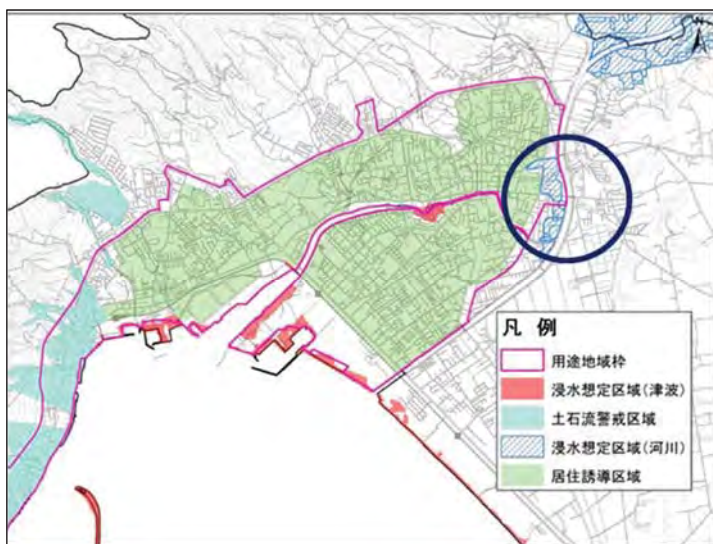 凡例
用途地域枠
浸水想定区域(津波)
土石流警戒区域
浸水想定区域(河川)
居住誘導区域